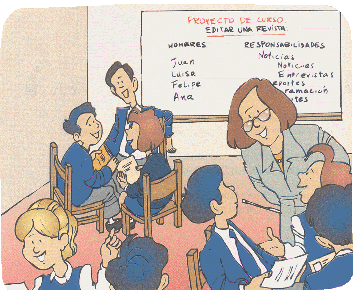 PROYECTO DE CURSO
EDITAR UNA REVISTA
NOMBRES RESPONSABILIDADES
Juan Noticias
Luisa Noticias
Felipe Entrevistas
Ana